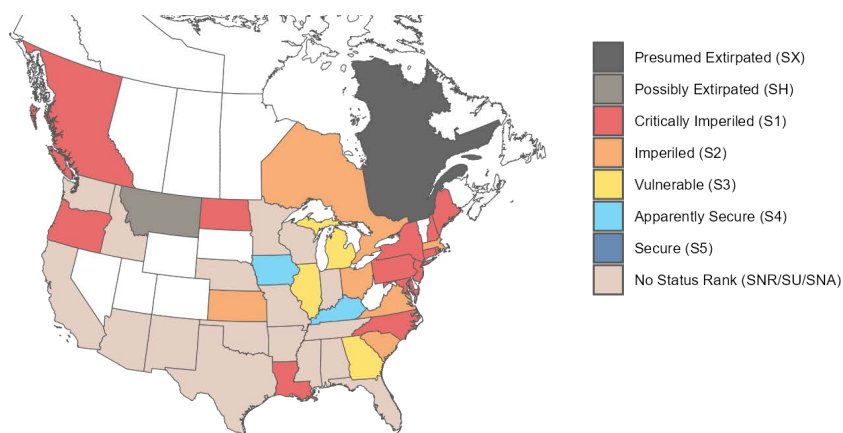 Presumed Extirpated (SX)
Possibly Extirpated (SH)
Critically Imperiled (S1)
Imperiled (S2)
Vulnerable (S3)
Apparently Secure (S4)
Secure (S5)
No Status Rank (SNR/SU/SNA)